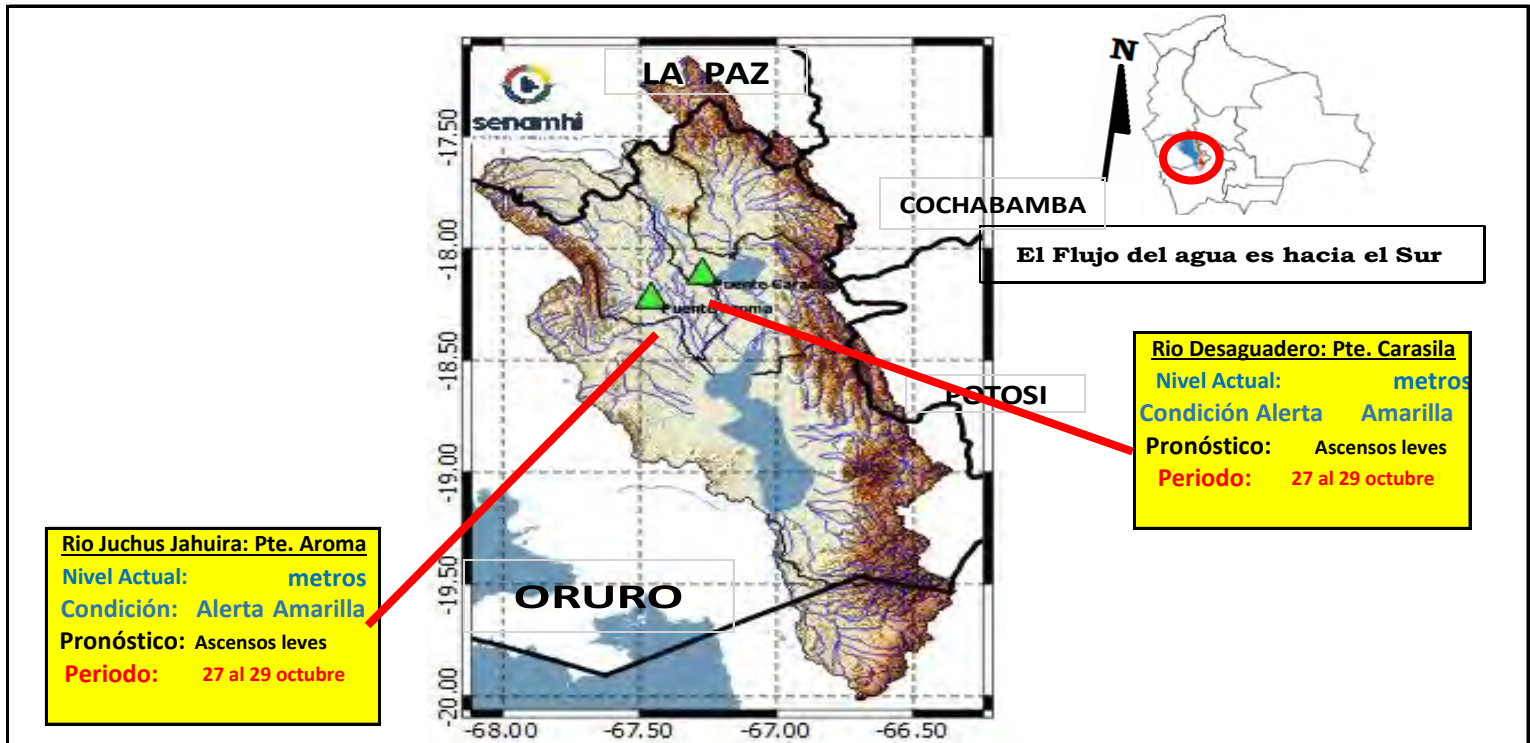 LA PAZ
senamhi
N
COCHABAMBA
El Flujo del agua es hacia el Sur
Puente Carasila
Puente Aroma
POTOSI
ORURO
Rio Desaguadero: Pte. Carasila
Nivel Actual: metros
Condición Alerta Amarilla
Pronóstico: Ascensos leves
Periodo: 27 al 29 octubre
Rio Juchus Jahuira: Pte. Aroma
Nivel Actual: metros
Condición: Alerta Amarilla
Pronóstico: Ascensos leves
Periodo: 27 al 29 octubre
-17.50
-18.00
-18.50
-19.00
-19.50
-20.00
-68.00 -67.50 -67.00 -66.50